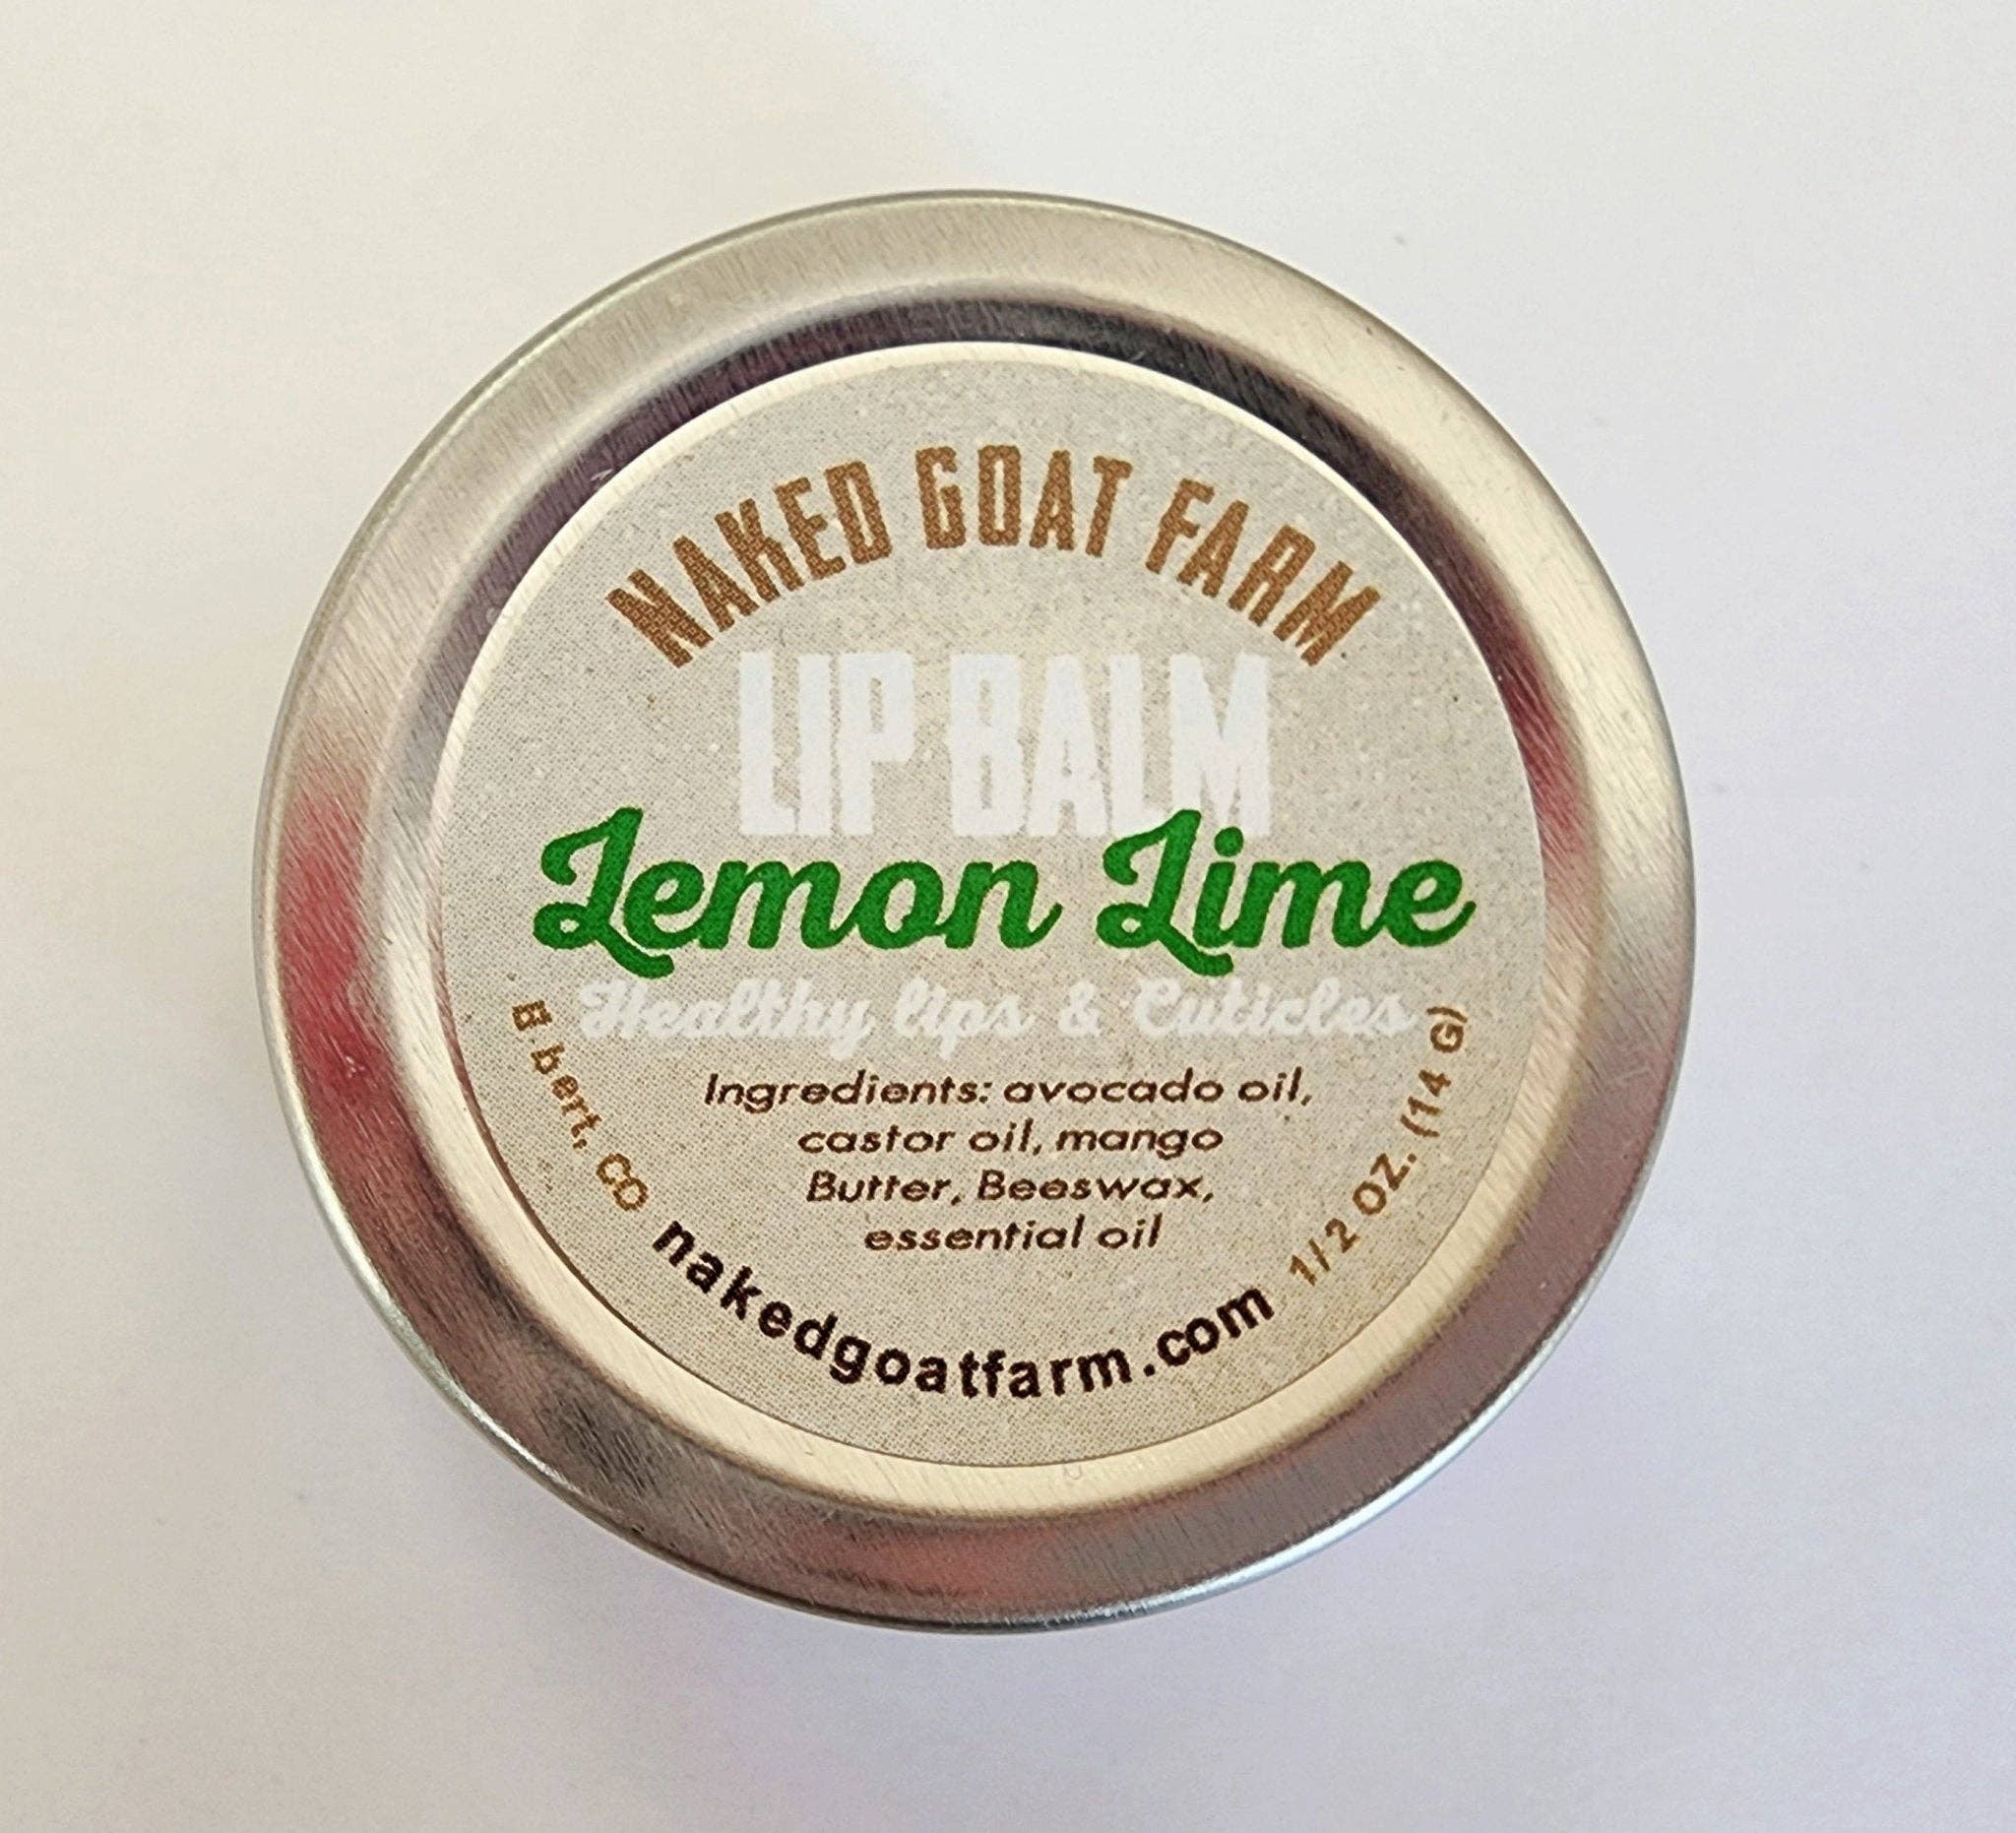 NAKED GOAT FARM
LIP BALM
Lemon Lime
Healthy lips & Cuticles
Ingredients: avocado oil,
castor oil, mango
Butter, Beeswax,
essential oil
bert, CO
nakedgoatfarm.com
1/2 OZ. (14 G)